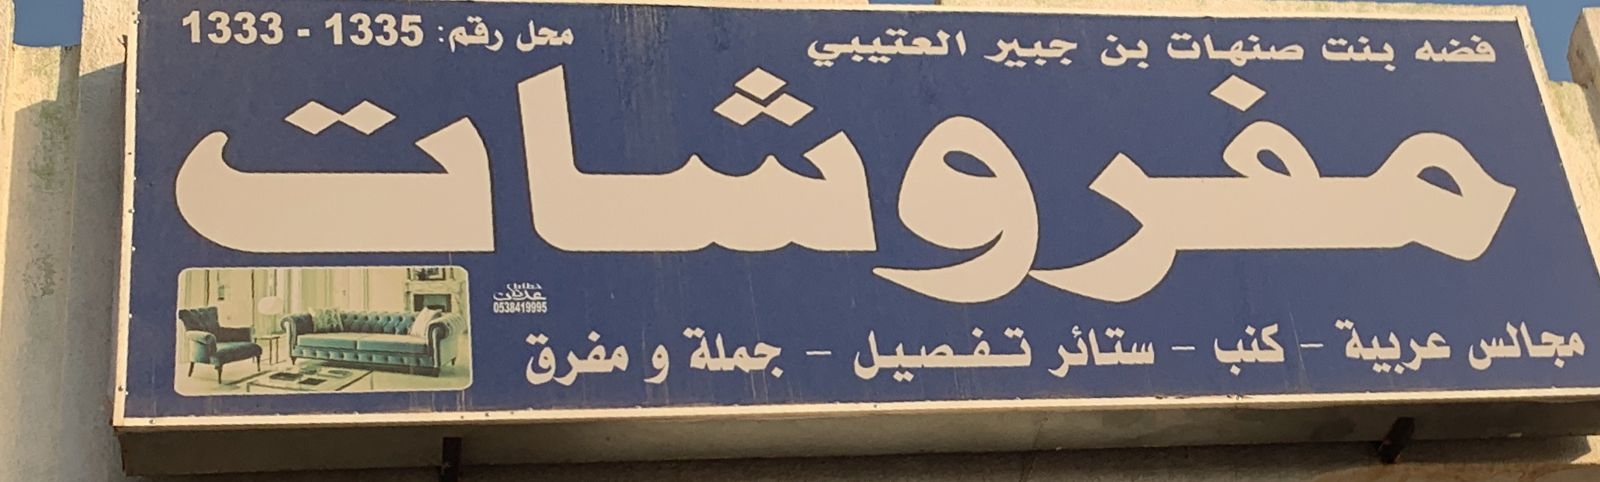 فضه بنت صنهات بن جبير العتيبي
محل رقم: 1335 - 1333
مفروشات
مجالس عربية - كنب - ستائر تفصيل - جملة و مفرق
خطاط
0538419995